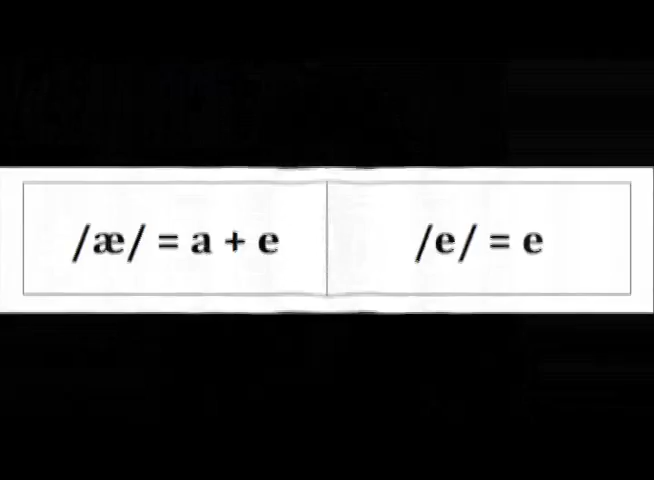 /æ/ = a + e
/e/ = e